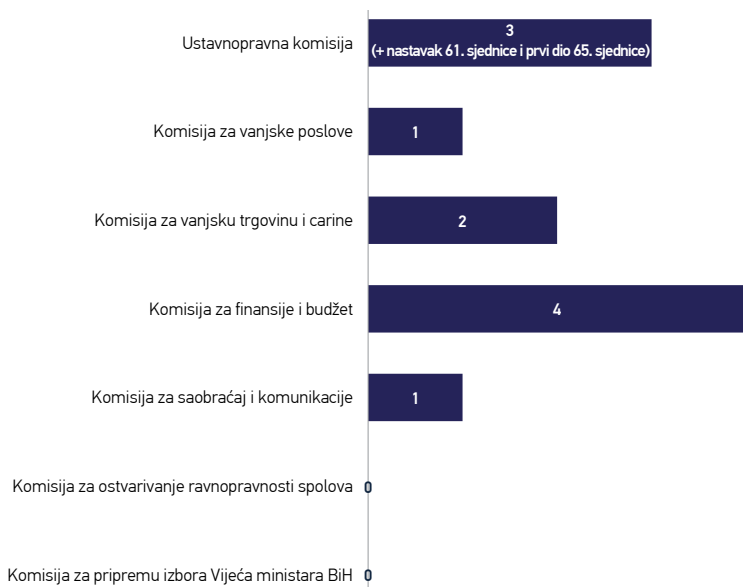 Ustavnopravna komisija
3
(+ nastavak 61. sjednice i prvi dio 65. sjednice)
Komisija za vanjske poslove
1
Komisija za vanjsku trgovinu i carine
2
Komisija za finansije i budžet
4
Komisija za saobraćaj i komunikacije
1
Komisija za ostvarivanje ravnopravnosti spolova
0
Komisija za pripremu izbora Vijeća ministara BiH
0